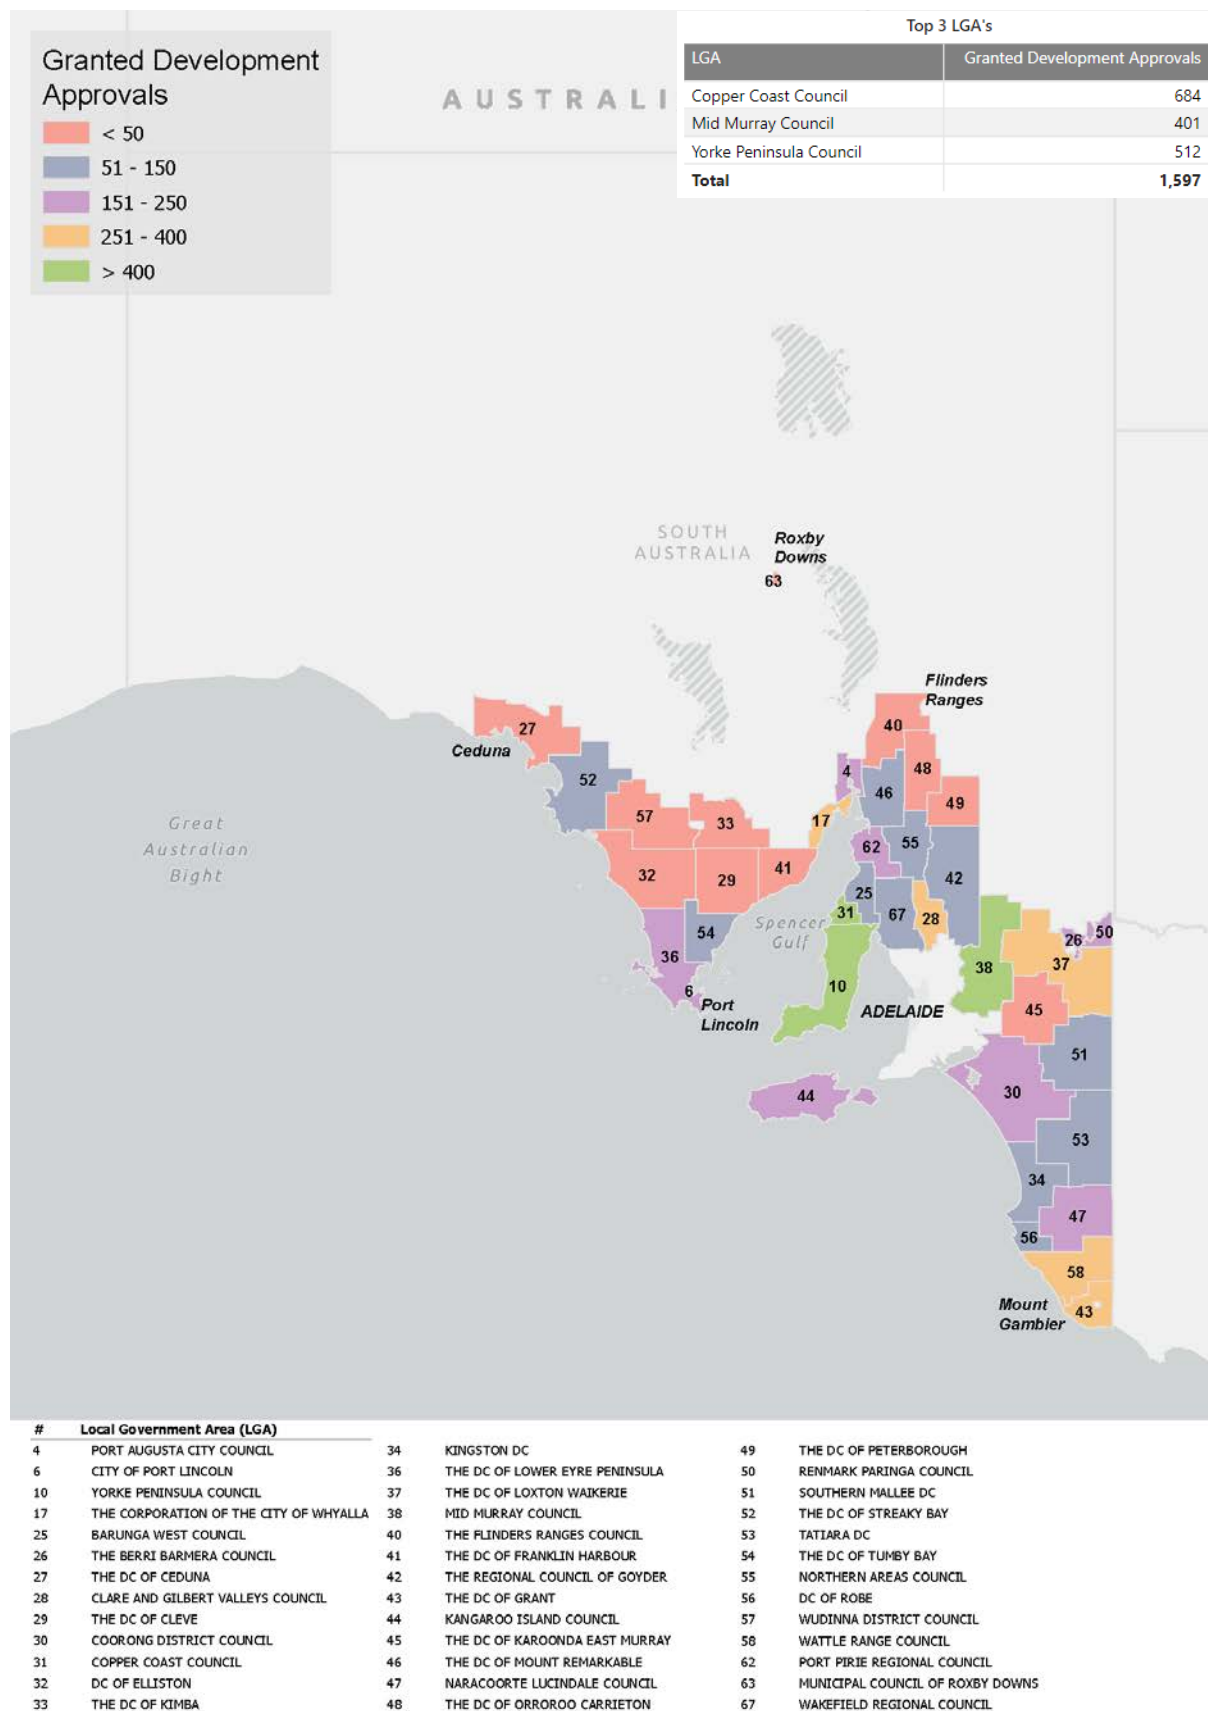 Top 3 LGA's
LGA Granted Development Approvals
Copper Coast Council 684
Mid Murray Council 401
Yorke Peninsula Council 512
Total 1,597
Granted Development
Approvals
< 50
51 - 150
151 - 250
251 - 400
> 400
AUSTRALI
SOUTH
AUSTRALIA
Roxby
Downs
63
Flinders
Ranges
40
27
Ceduna
52
4
48
46
49
57
33
17
Great
Australian
Bight
62
55
32
29
41
42
25
31
67
28
Spencer
Gulf
54
26
50
36
38
37
10
6
Port
Lincoln
ADELAIDE
45
51
44
30
53
34
47
56
58
Mount
Gambier
43
# Local Government Area (LGA)
4 PORT AUGUSTA CITY COUNCIL 34 KINGSTON DC 49 THE DC OF PETERBOROUGH
6 CITY OF PORT LINCOLN 36 THE DC OF LOWER EYRE PENINSULA 50 RENMARK PARINGA COUNCIL
10 YORKE PENINSULA COUNCIL 37 THE DC OF LOXTON WAIKERIE 51 SOUTHERN MALLEE DC
17 THE CORPORATION OF THE CITY OF WHYALLA 38 MID MURRAY COUNCIL 52 THE DC OF STREAKY BAY
25 BARUNGA WEST COUNCIL 40 THE FLINDERS RANGES COUNCIL 53 TATIARA DC
26 THE BERRI BARMERA COUNCIL 41 THE DC OF FRANKLIN HARBOUR 54 THE DC OF TUMBY BAY
27 THE DC OF CEDUNA 42 THE REGIONAL COUNCIL OF GOYDER 55 NORTHERN AREAS COUNCIL
28 CLARE AND GILBERT VALLEYS COUNCIL 43 THE DC OF GRANT 56 DC OF ROBE
29 THE DC OF CLEVE 44 KANGAROO ISLAND COUNCIL 57 WUDINNA DISTRICT COUNCIL
30 COORONG DISTRICT COUNCIL 45 THE DC OF KAROONDA EAST MURRAY 58 WATTLE RANGE COUNCIL
31 COPPER COAST COUNCIL 46 THE DC OF MOUNT REMARKABLE 62 PORT PIRIE REGIONAL COUNCIL
32 DC OF ELLISTON 47 NARACOORTE LUCINDALE COUNCIL 63 MUNICIPAL COUNCIL OF ROXBY DOWNS
33 THE DC OF KIMBA 48 THE DC OF ORROROO CARRIETON 67 WAKEFIELD REGIONAL COUNCIL